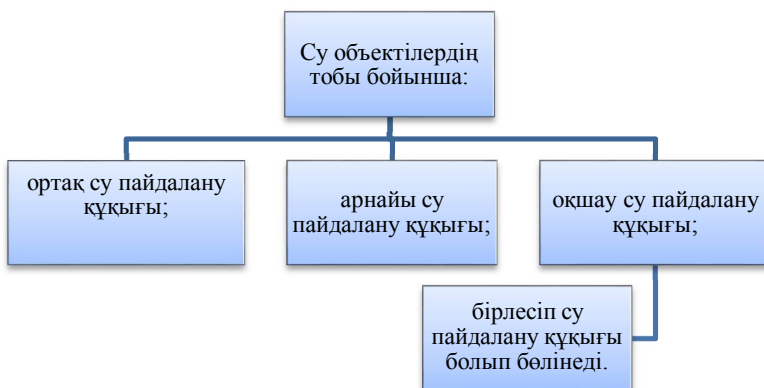 Су объектілердің
тобы бойынша:
ортақ су пайдалану
құқығы;
арнайы су
пайдалану құқығы;
оқшау су пайдалану
құқығы;
бірлесіп су
пайдалану құқығы
болып бөлінеді.